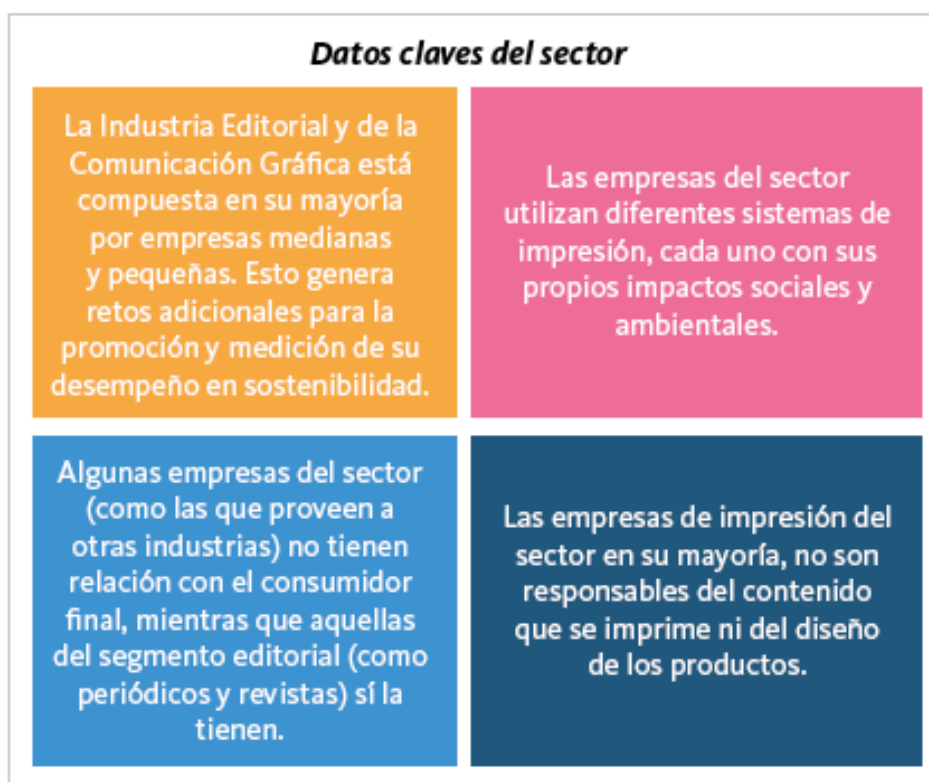 Datos claves del sector
La Industria Editorial y de la
Comunicación Gráfica está
compuesta en su mayoría
por empresas medianas
y pequeñas. Esto genera
retos adicionales para la
promoción y medición de su
desempeño en sostenibilidad.
Las empresas del sector
utilizan diferentes sistemas de
impresión, cada uno con sus
propios impactos sociales y
ambientales.
Algunas empresas del sector
(como las que proveen a
otras industrias) no tienen
relación con el consumidor
final, mientras que aquellas
del segmento editorial (como
periódicos y revistas) sí la
tienen.
Las empresas de impresión del
sector en su mayoría, no son
responsables del contenido
que se imprime ni del diseño
de los productos.